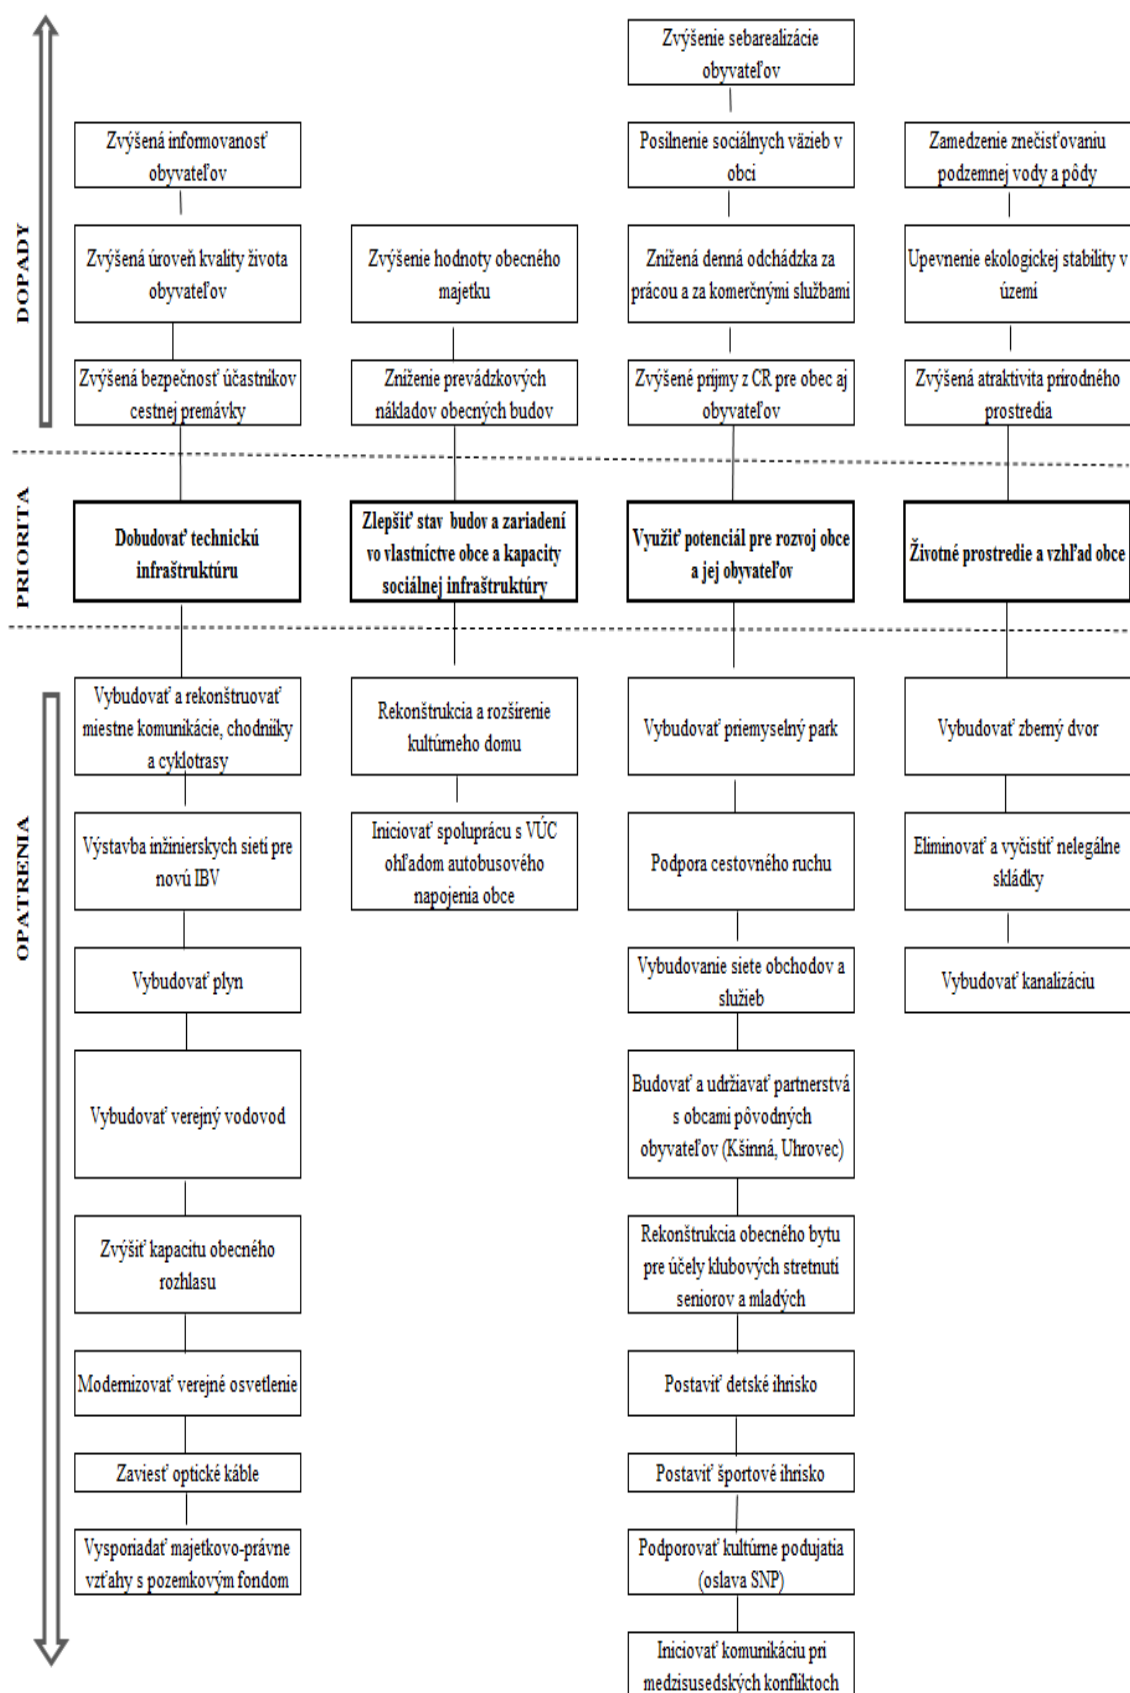 DOPADY
Zvýšená informovanosť
obyvateľov
Zvýšená úroveň kvality života
obyvateľov
Zvýšená bezpečnosť účastníkov
cestnej premávky
Zvýšenie hodnoty obecného
majetku
Zníženie prevádzkových
nákladov obecných budov
Zvýšenie sebarealizácie
obyvateľov
Posilnenie sociálnych väzieb v
obci
Znížená denná odchádzka za
prácou a za komerčnými službami
Zvýšené príjmy z CR pre obec aj
obyvateľov
Zamedzenie znečisťovaniu
podzemnej vody a pôdy
Upevnenie ekologickej stability v
území
Zvýšená atraktivita prírodného
prostredia
PRIORITA
Dobudovať technickú
infraštruktúru
Zlepšiť stav budov a zariadení
vo vlastníctve obce a kapacity
sociálnej infraštruktúry
Využiť potenciál pre rozvoj obce
a jej obyvateľov
Životné prostredie a vzhľad obce
OPATRENIA
Vybudovať a rekonštruovať
miestne komunikácie, chodniiky
a cyklotrasy
Výstavba inžinierskych sietí pre
novú IBV
Vybudovať plyn
Vybudovať verejný vodovod
Zvýšiť kapacitu obecného
rozhlasu
Modernizovať verejné osvetlenie
Zaviesť optické káble
Vysporiadať majetkovo-právne
vzťahy s pozemkovým fondom
Rekonštrukcia a rozšírenie
kultúrneho domu
Iniciovať spoluprácu s VÚC
ohľadom autobusového
napojenia obce
Vybudovať priemyselný park
Podpora cestovného ruchu
Vybudovanie siete obchodov a
služieb
Budovať a udržiavať partnerstvá
s obcami pôvodných
obyvateľov (Kšinná, Uhrovec)
Rekonštrukcia obecného bytu
pre účely klubových stretnutí
seniorov a mladých
Postaviť detské ihrisko
Postaviť športové ihrisko
Podporovať kultúrne podujatia
(oslava SNP)
Iniciovať komunikáciu pri
medzisusedských konfliktoch
Vybudovať zberný dvor
Eliminovať a vyčistiť nelegálne
skládky
Vybudovať kanalizáciu